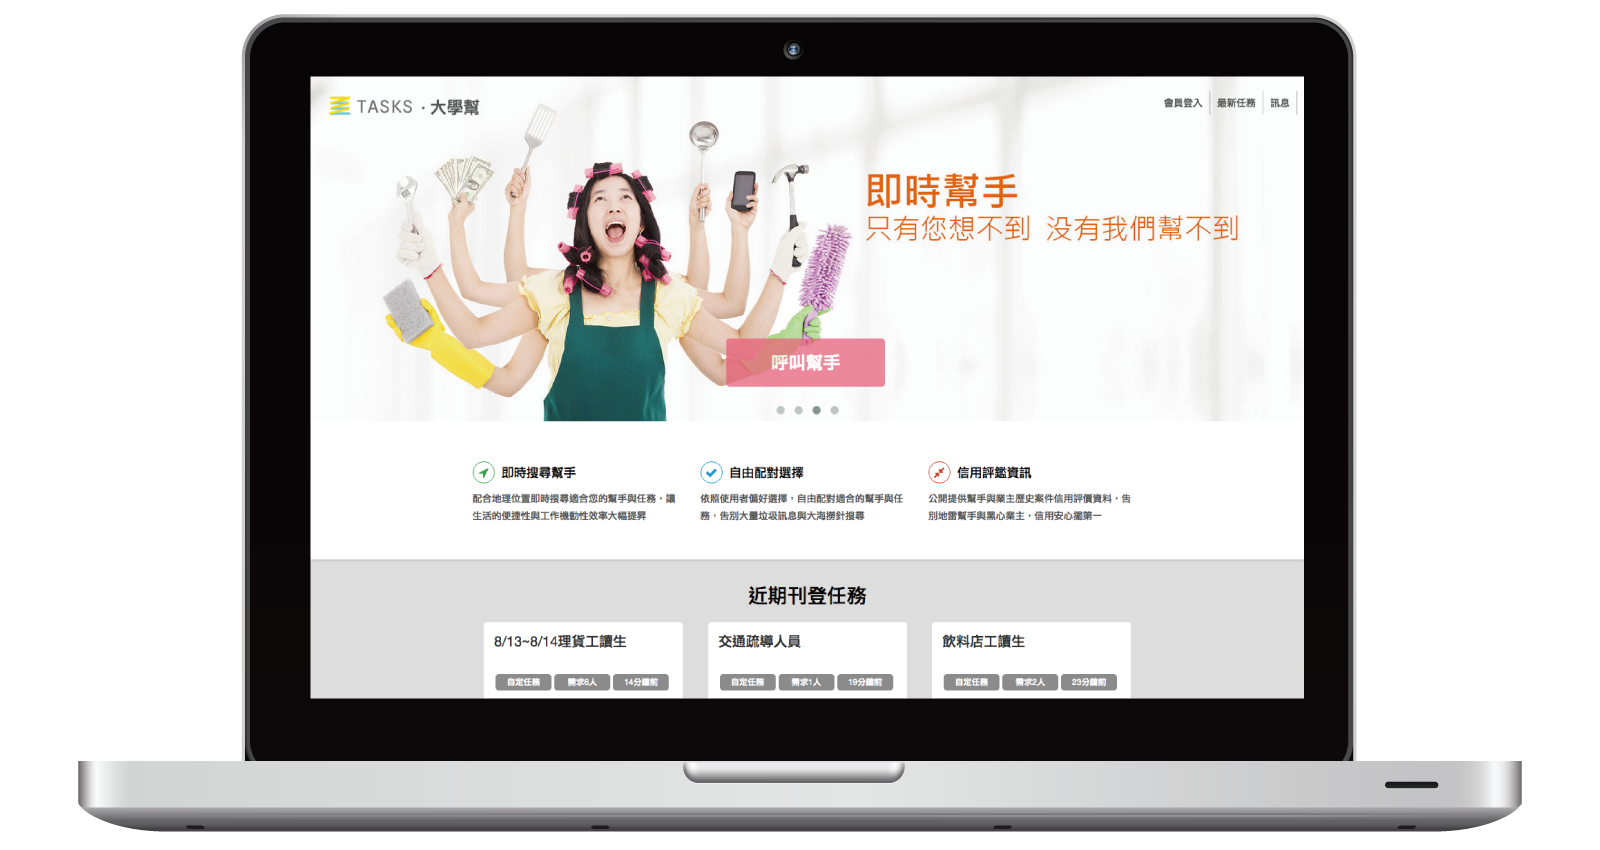 TASKS · 大學幫
會員登入 最新任務 訊息
即時幫手
只有您想不到 沒有我們幫不到
呼叫幫手
即時搜尋幫手
配合地理位置即時搜尋適合您的幫手與任務，讓
生活的便捷性與工作機動性效率大幅提昇
自由配對選擇
依照使用者偏好選擇，自由配對適合的幫手與任
務，告別大量垃圾訊息與大海撈針搜尋
信用評鑑資訊
公開提供幫手與業主歷史案件信用評價資料，告
別地雷幫手與黑心業主，信用安心擺第一
近期刊登任務
8/13~8/14理貨工讀生
自定任務 需求6人 14分鐘前
交通疏導人員
自定任務 需求1人 19分鐘前
飲料店工讀生
自定任務 需求2人 23分鐘前